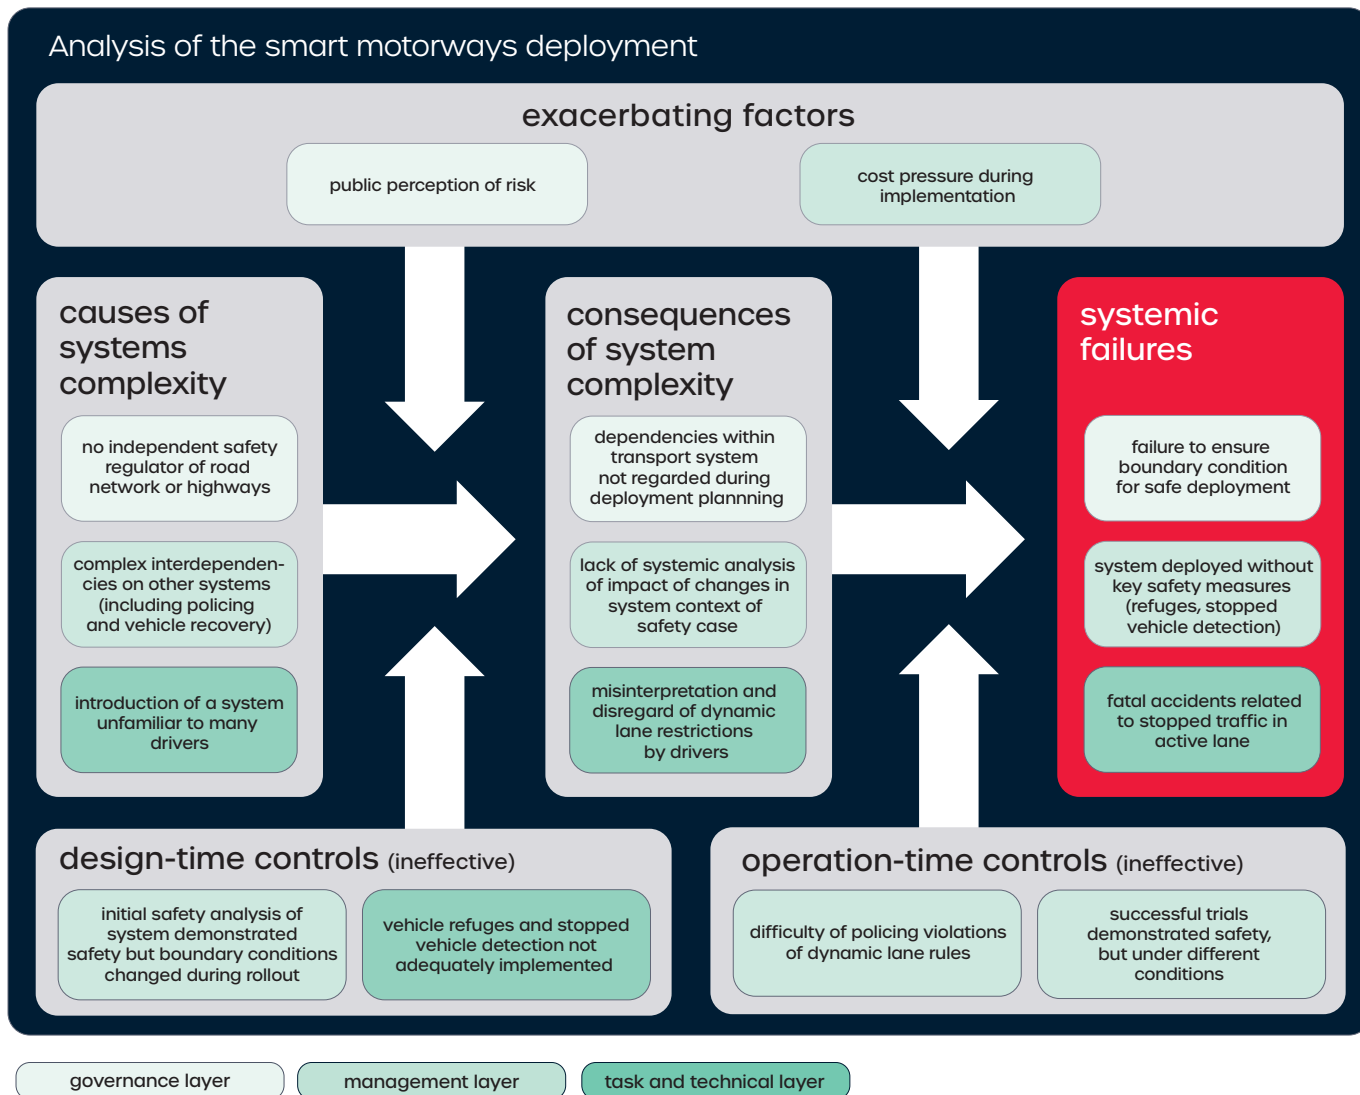 Analysis of the smart motorways deployment
exacerbating factors
public perception of risk
cost pressure during
implementation
causes of
systems
complexity
no independent safety
regulator of road
network or highways
complex interdependen-
cies on other systems
(including policing
and vehicle recovery)
introduction of a system
unfamiliar to many
drivers
consequences
of system
complexity
dependencies within
transport system
not regarded during
deployment plannning
lack of systemic analysis
of impact of changes in
system context of
safety case
misinterpretation and
disregard of dynamic
lane restrictions
by drivers
systemic
failures
failure to ensure
boundary condition
for safe deployment
system deployed without
key safety measures
(refuges, stopped
vehicle detection)
fatal accidents related
to stopped traffic in
active lane
design-time controls (ineffective)
initial safety analysis of
system demonstrated
safety but boundary conditions
changed during rollout
vehicle refuges and stopped
vehicle detection not
adequately implemented
operation-time controls (ineffective)
difficulty of policing violations
of dynamic lane rules
successful trials
demonstrated safety,
but under different
conditions
governance layer
management layer
task and technical layer